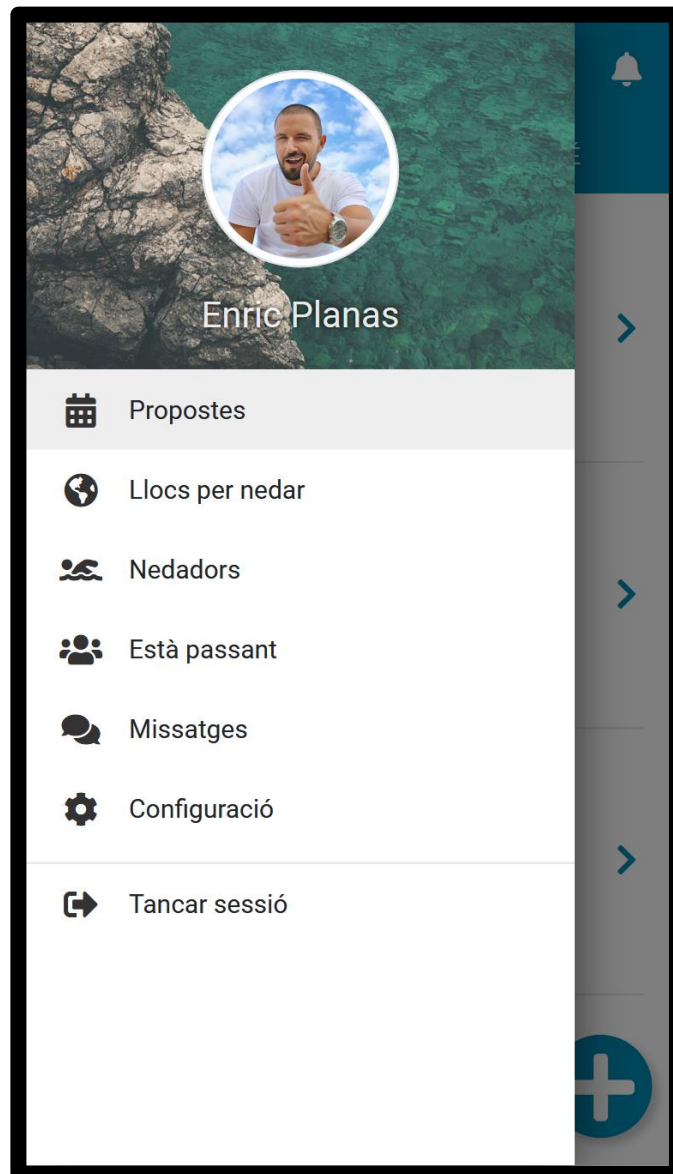 Enric Planas
Propostes
Llocs per nedar
Nedadors
Està passant
Missatges
Configuració
Tancar sessió